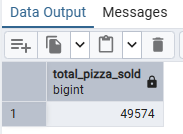 Data Output Messages
total_pizza_sold
bigint
1 49574